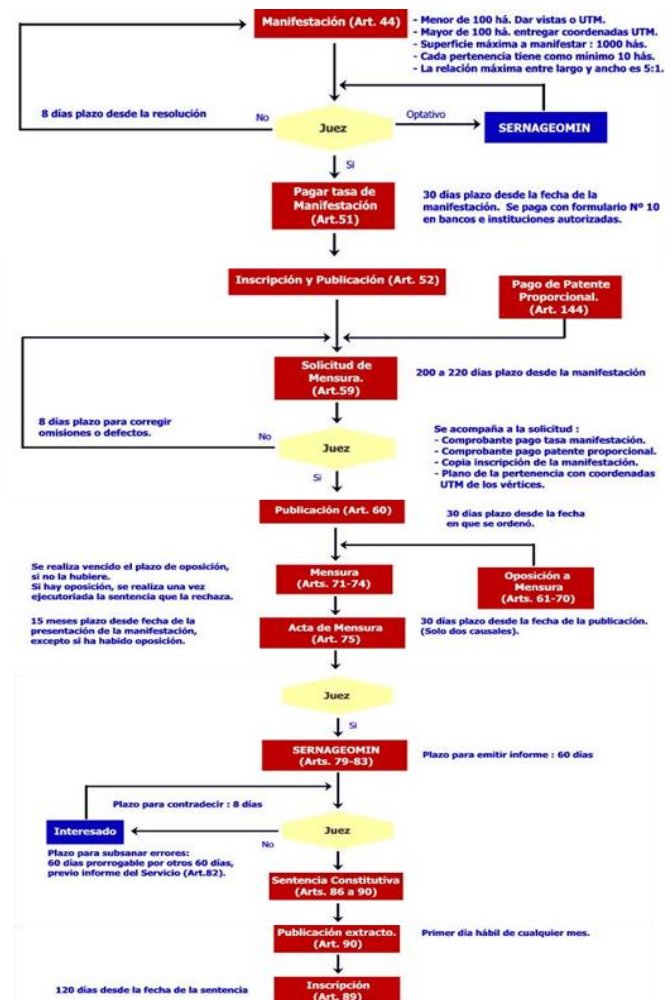 Manifestación (Art. 44)
- Menor de 100 há. Dar vistas o UTM.
- Mayor de 100 há. entregar coordenadas UTM.
- Superficie máxima a manifestar : 1000 hás.
- Cada pertenencia tiene como mínimo 10 hás.
- La relación máxima entre largo y ancho es 5:1.
8 días plazo desde la resolución
No
Juez
Optativo
SERNAGEOMIN
Si
Pagar tasa de
Manifestación
(Art.51)
30 días plazo desde la fecha de la
manifestación. Se paga con formulario Nº 10
en bancos e instituciones autorizadas.
Inscripción y Publicación (Art. 52)
Pago de Patente
Proporcional.
(Art. 144)
Solicitud de
Mensura.
(Art.59)
200 a 220 días plazo desde la manifestación
8 días plazo para corregir
omisiones o defectos.
No
Juez
Si
Se acompaña a la solicitud :
- Comprobante pago tasa manifestación.
- Comprobante pago patente proporcional.
- Copia inscripción de la manifestación.
- Plano de la pertenencia con coordenadas
UTM de los vértices.
Publicación (Art. 60)
30 días plazo desde la fecha
en que se ordenó.
Se realiza vencido el plazo de oposición,
si no la hubiere.
Si hay oposición, se realiza una vez
ejecutoriada la sentencia que la rechaza.
Mensura
(Arts. 71-74)
Oposición a
Mensura
(Arts. 61-70)
15 meses plazo desde fecha de la
presentación de la manifestación,
excepto si ha habido oposición.
Acta de Mensura
(Art. 75)
30 días plazo desde la fecha de la publicación.
(Solo dos causales).
Juez
Si
SERNAGEOMIN
(Arts. 79-83)
Plazo para emitir informe : 60 días
Plazo para contradecir : 8 días
Interesado
No
Juez
Plazo para subsanar errores:
60 días prorrogable por otros 60 días,
previo informe del Servicio (Art.82).
Sentencia Constitutiva
(Arts. 86 a 90)
Publicación extracto.
(Art. 90)
Primer día hábil de cualquier mes.
120 días desde la fecha de la sentencia
Inscripción
(Art. 89)